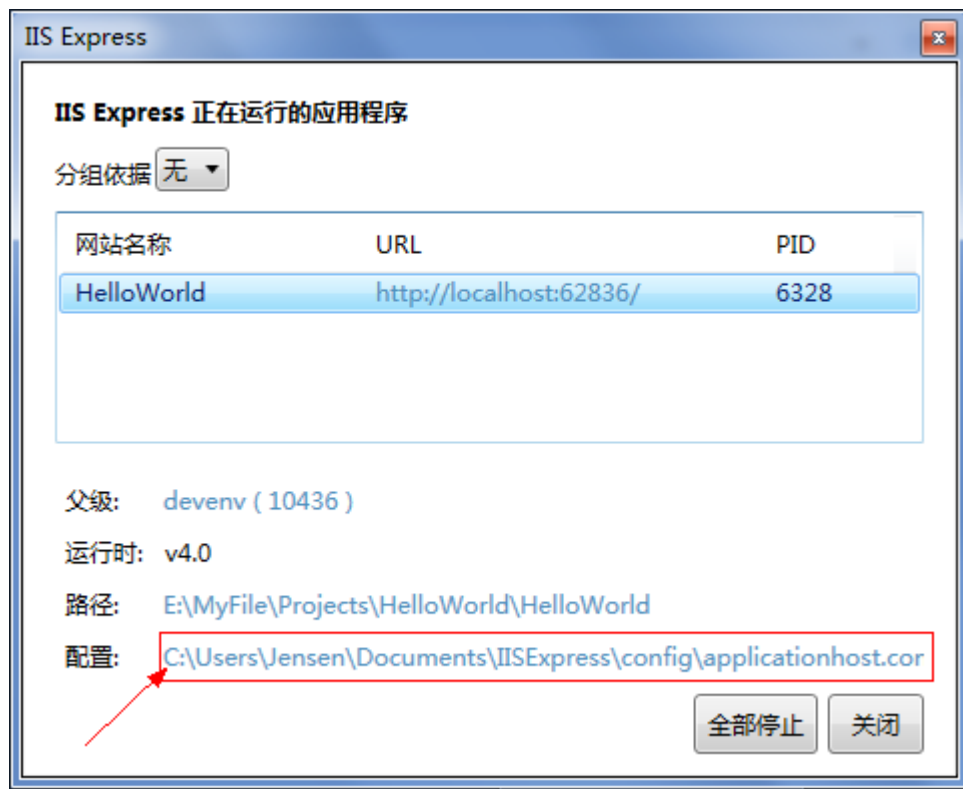 IIS Express
IIS Express 正在运行的应用程序
分组依据 无
网站名称 URL PID
HelloWorld http://localhost:62836/ 6328
父级: devenv ( 10436 )
运行时: v4.0
路径: E:\MyFile\Projects\HelloWorld\HelloWorld
配置: C:\Users\Jensen\Documents\IISExpress\config\applicationhost.cor
全部停止 关闭